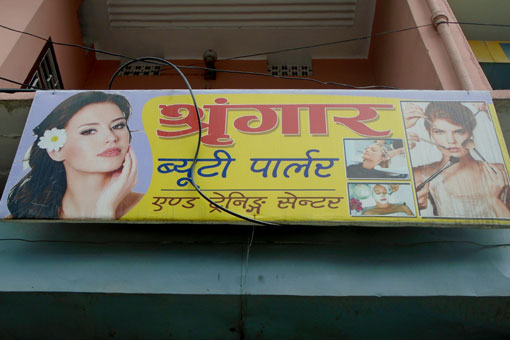 श्रृंगार
ब्यूटी पार्लर
एण्ड ट्रेनिङ्ग सेन्टर